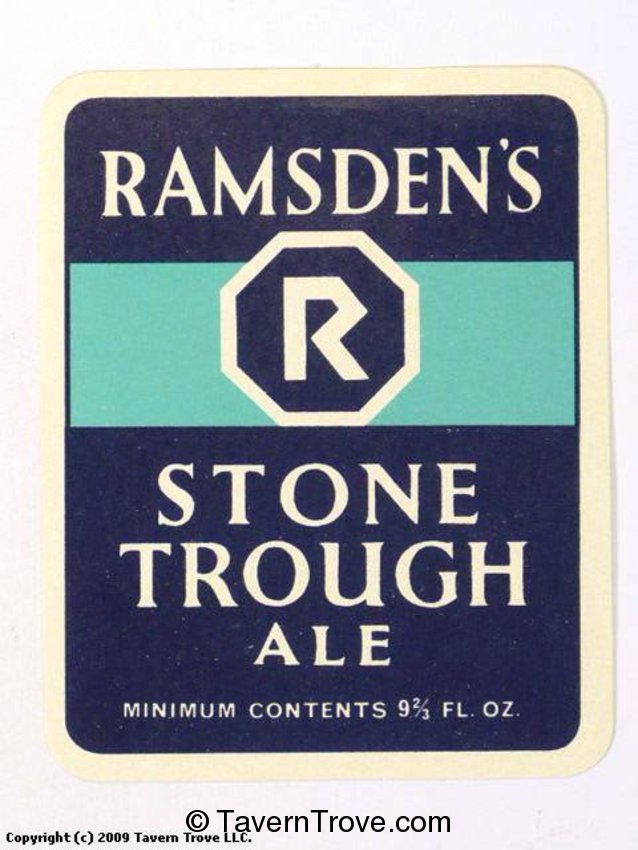 RAMSDEN'S
R
STONE
TROUGH
ALE
MINIMUM CONTENTS 9⅔ FL. OZ.
© TavernTrove.com
Copyright (c) 2009 Tavern Trove LLC.